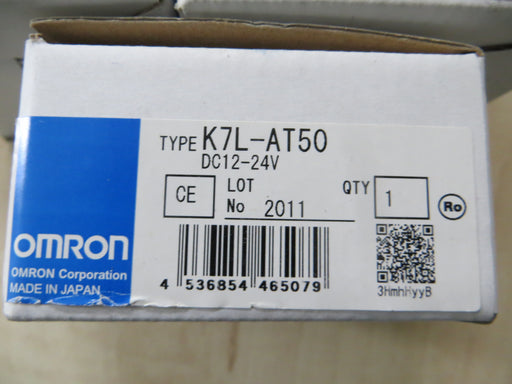 TYPE K7L-AT50
DC12-24V
CE
LOT
No 2011
QTY 1
Ro
OMRON
OMRON Corporation
MADE IN JAPAN
4 536854 465079
3HmhHyyB